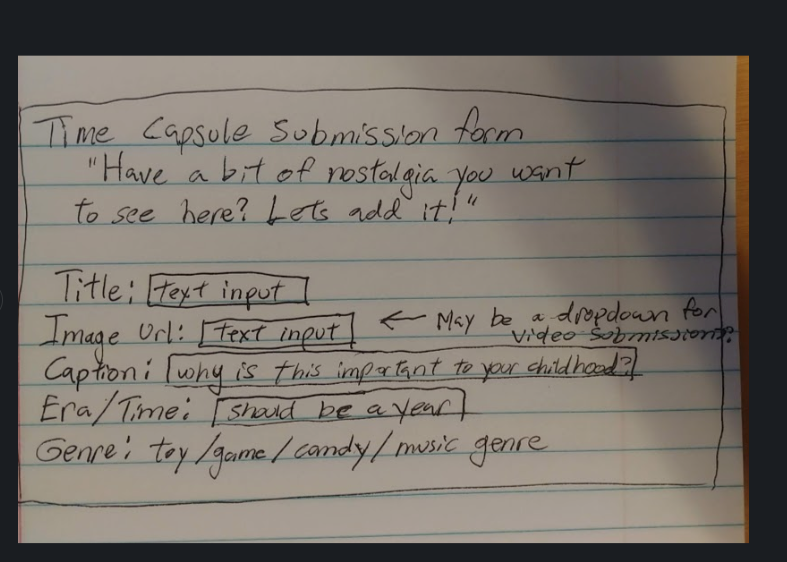 Time Capsule Submission form
"Have a bit of nostalgia you want
to see here? Lets add it!"
Title: text input
Image Url: text input ← May be a dropdown for
video submissions?
Caption: why is this important to your childhood?
Era/Time: should be a year
Genre: toy/game/candy/music genre